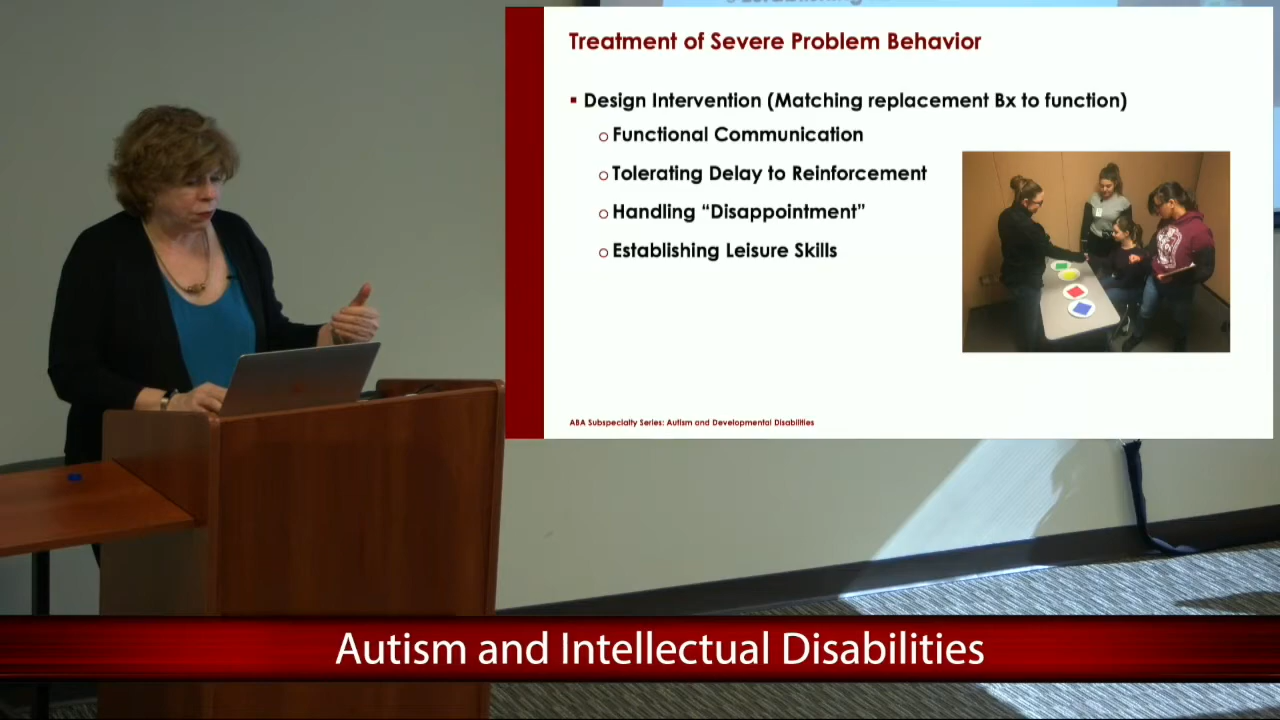 Treatment of Severe Problem Behavior
▪ Design Intervention (Matching replacement Bx to function)
o Functional Communication
o Tolerating Delay to Reinforcement
o Handling “Disappointment”
o Establishing Leisure Skills
ABA Subspecialty Series: Autism and Developmental Disabilities
Autism and Intellectual Disabilities